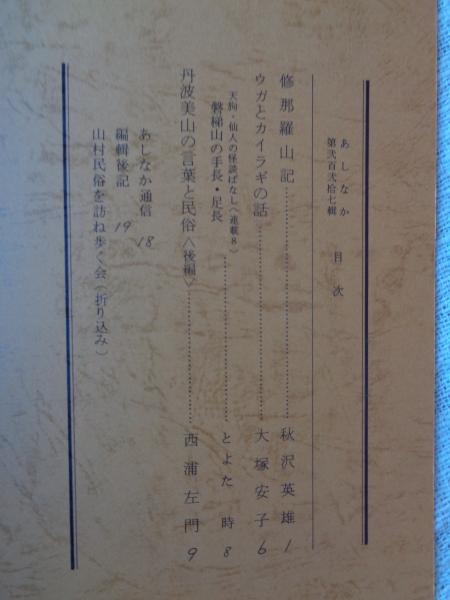 あしなか
第弐百弐拾七輯
目次
修那羅山記………秋沢英雄 1
ウガとカイラギの話………大塚安子 6
天狗・仙人の怪談ばなし〈連載8〉
磐梯山の手長・足長………とよた 時 8
丹波美山の言葉と民俗〈後編〉………西浦左門 9
あしなか通信 18
編輯後記 19
山村民俗を訪ね歩く会（折り込み）